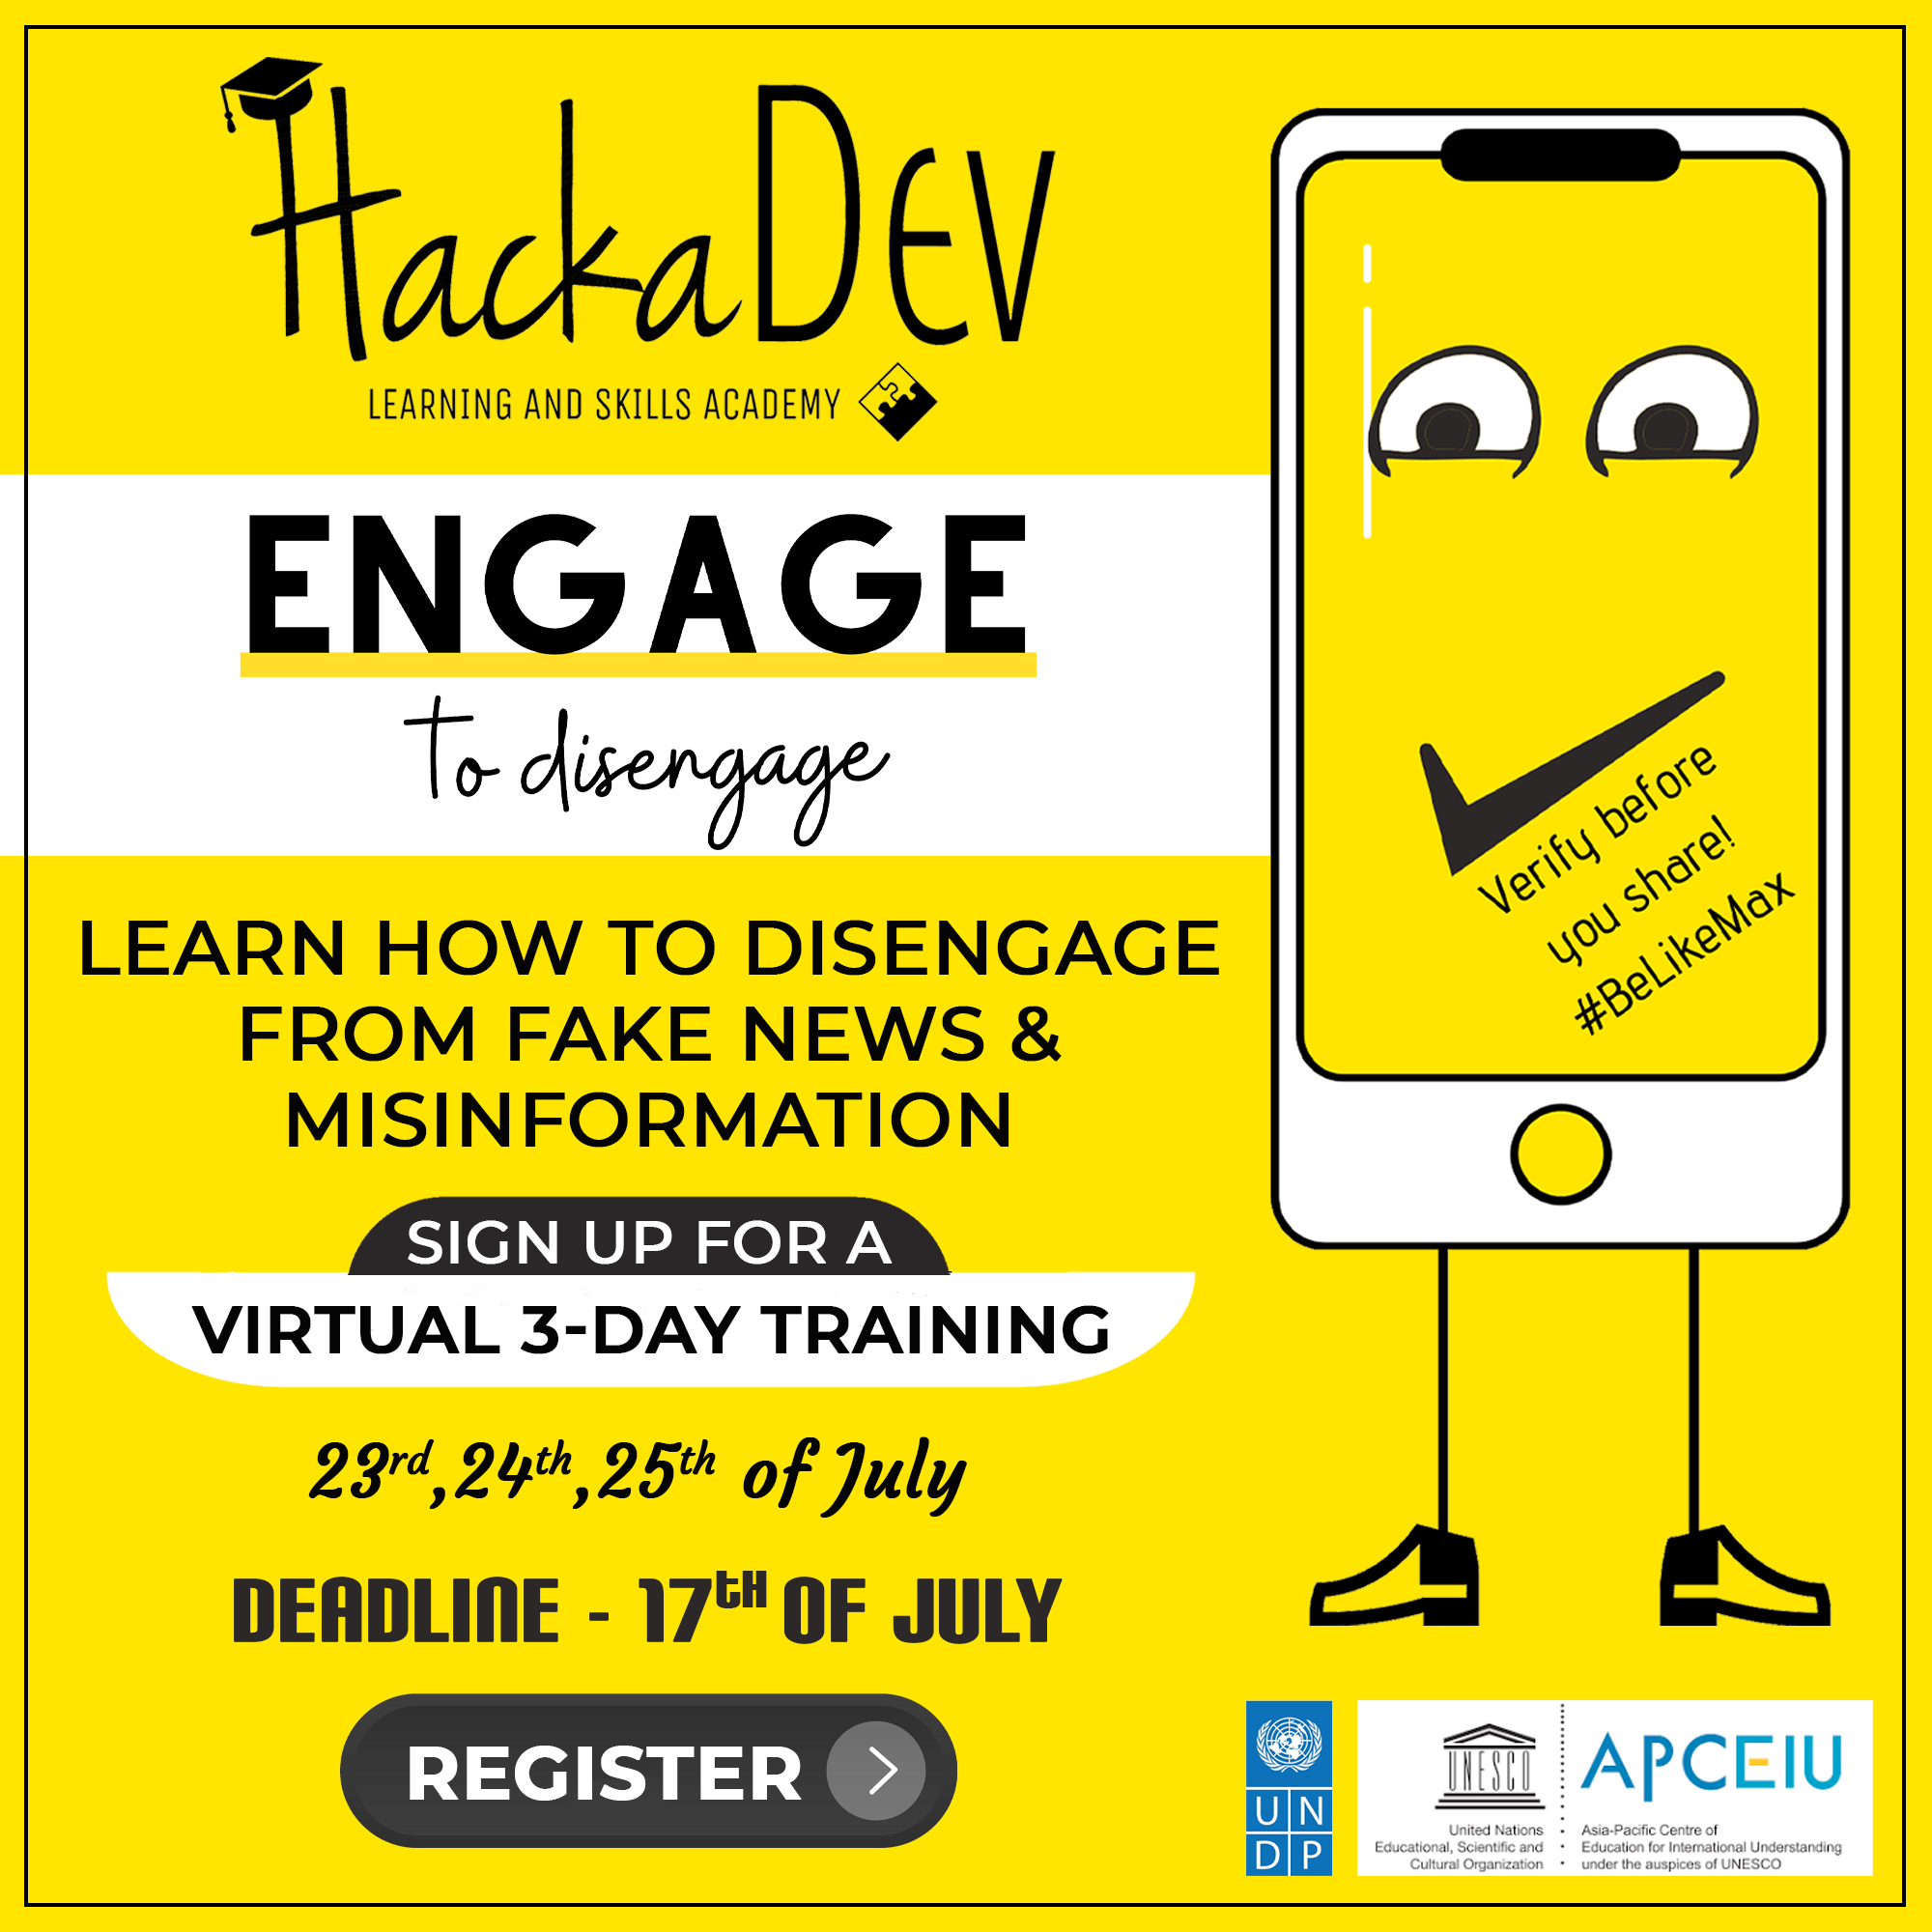 HackaDev
LEARNING AND SKILLS ACADEMY
ENGAGE
to disengage
LEARN HOW TO DISENGAGE
FROM FAKE NEWS &
MISINFORMATION
SIGN UP FOR A
VIRTUAL 3-DAY TRAINING
23rd, 24th, 25th of July
DEADLINE - 17tH OF JULY
REGISTER
Verify before
you share!
#BeLikeMax
U N
D P
UNESCO
United Nations
Educational, Scientific and
Cultural Organization
APCEIU
Asia-Pacific Centre of
Education for International Understanding
under the auspices of UNESCO